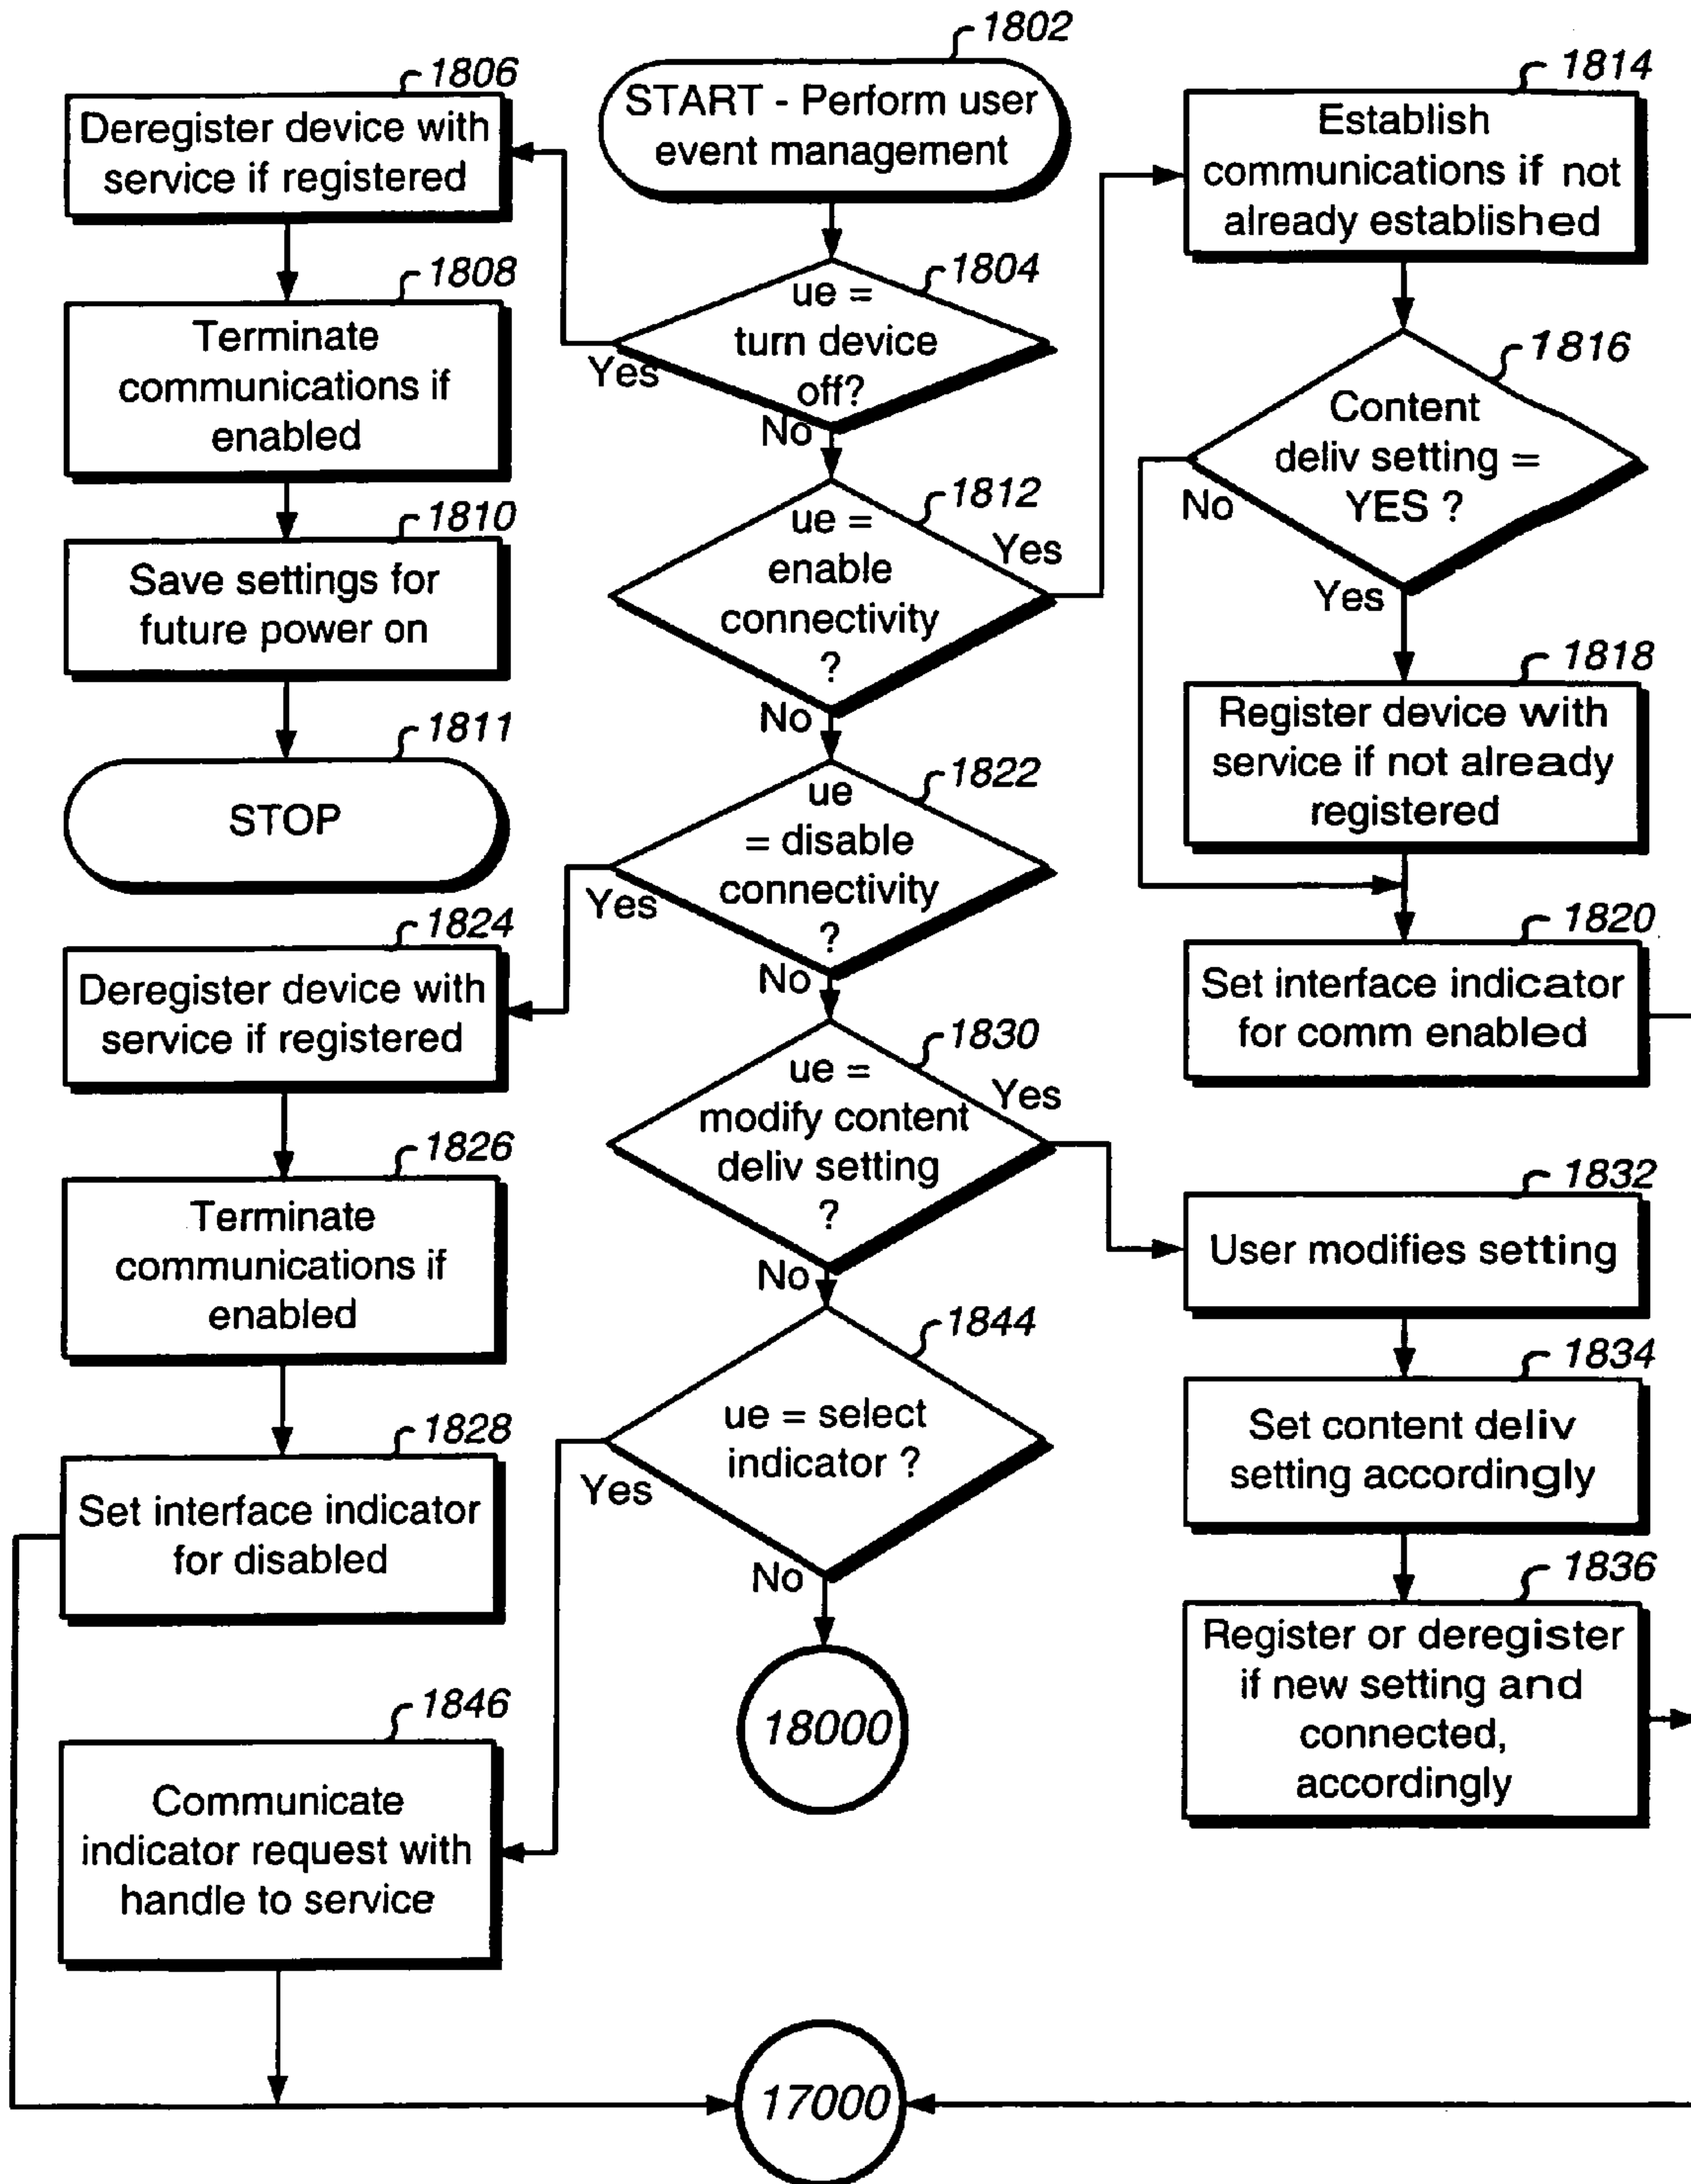 1802
START - Perform user
event management
1804
ue =
turn device
off?
Yes
No
1806
Deregister device with
service if registered
1808
Terminate
communications if
enabled
1810
Save settings for
future power on
1811
STOP
1812
ue =
enable
connectivity
?
Yes
No
1814
Establish
communications if not
already established
1816
Content
deliv setting =
YES ?
No
Yes
1818
Register device with
service if not already
registered
1820
Set interface indicator
for comm enabled
1822
ue
= disable
connectivity
?
Yes
No
1824
Deregister device with
service if registered
1826
Terminate
communications if
enabled
1828
Set interface indicator
for disabled
1830
ue =
modify content
deliv setting
?
Yes
No
1832
User modifies setting
1834
Set content deliv
setting accordingly
1836
Register or deregister
if new setting and
connected,
accordingly
1844
ue = select
indicator ?
Yes
No
1846
Communicate
indicator request with
handle to service
18000
17000